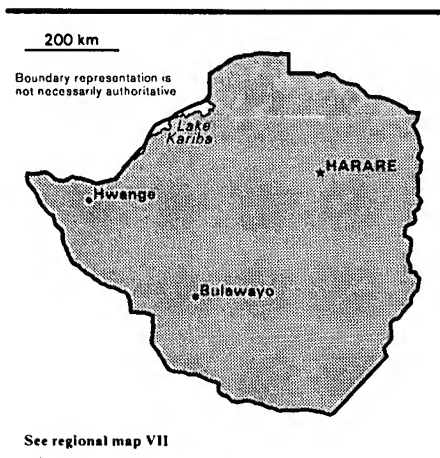 200 km
Boundary representation is
not necessarily authoritative
Lake
Kariba
HARARE
Hwange
Bulawayo
See regional map VII